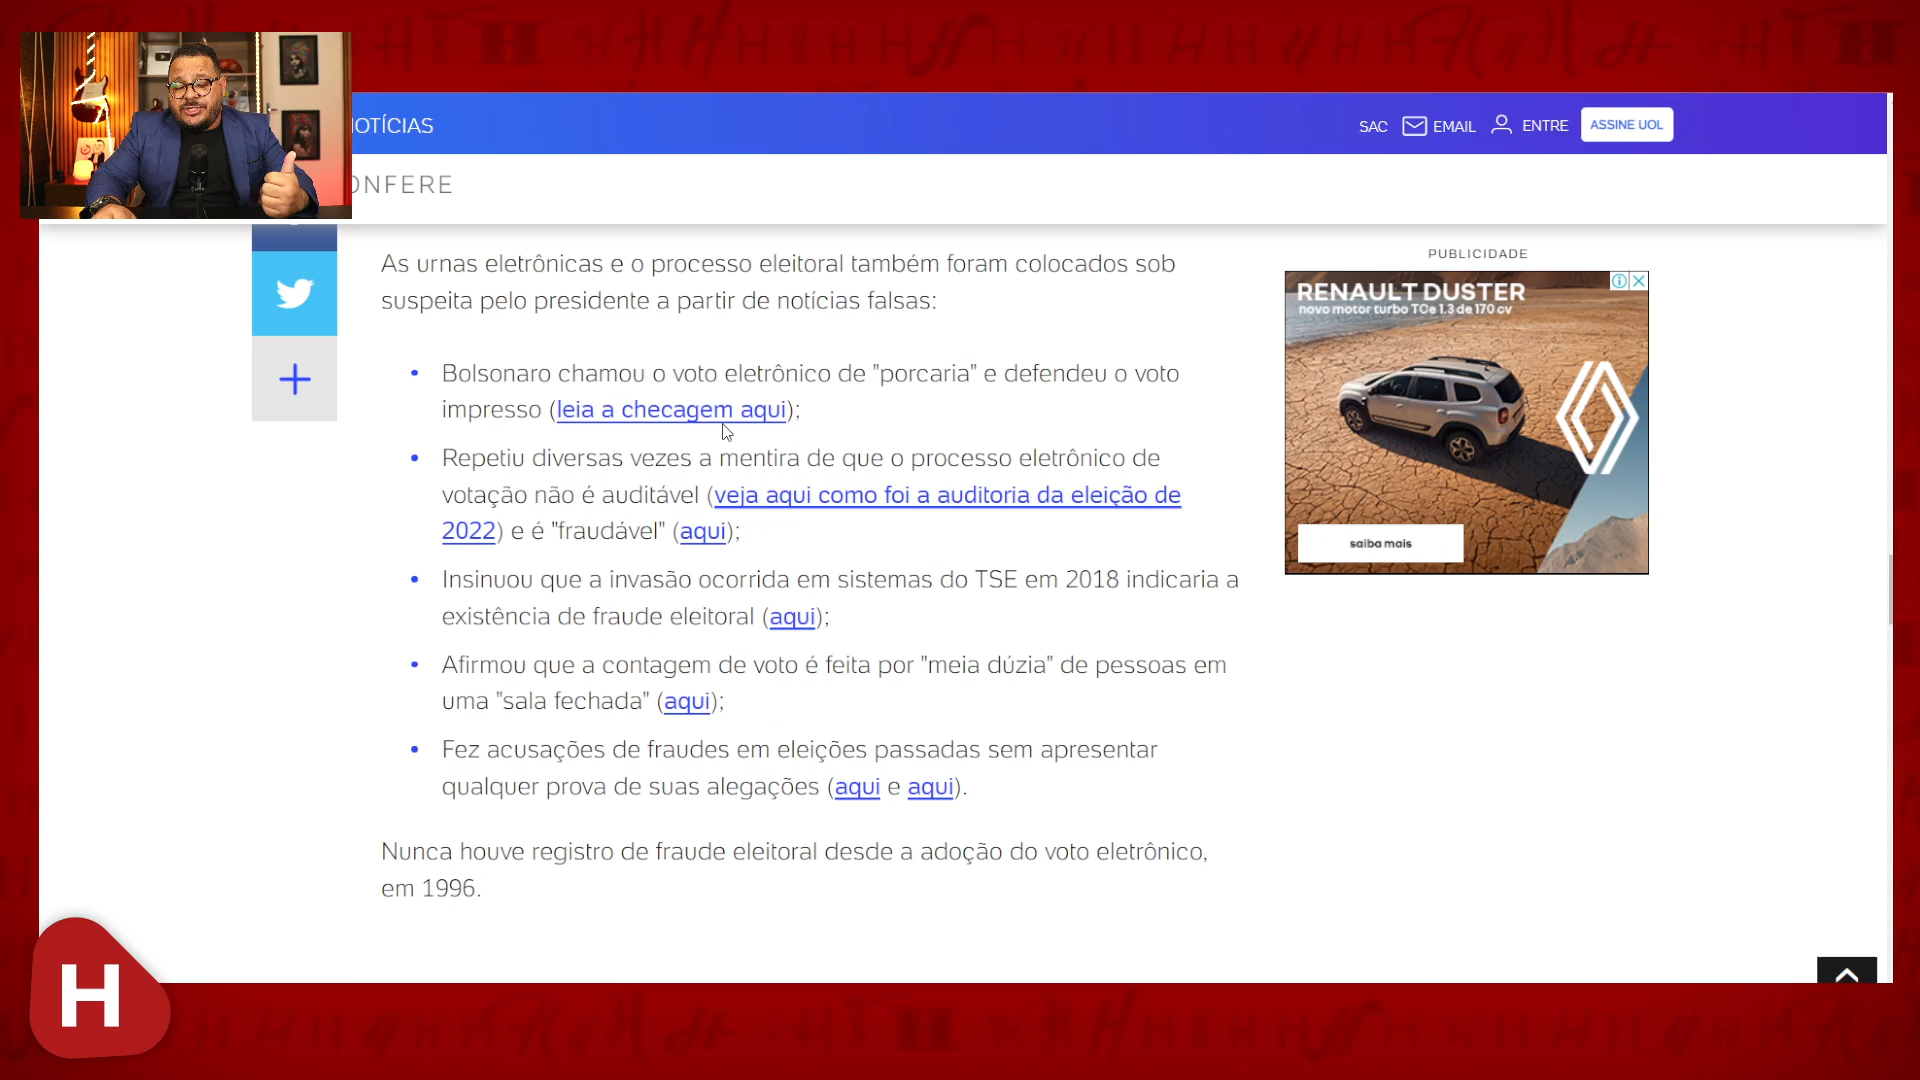 OTÍCIAS
SAC
EMAIL
ENTRE
ASSINE UOL
ONFERE
As urnas eletrônicas e o processo eleitoral também foram colocados sob
suspeita pelo presidente a partir de notícias falsas:
• Bolsonaro chamou o voto eletrônico de "porcaria" e defendeu o voto
impresso (leia a checagem aqui);
• Repetiu diversas vezes a mentira de que o processo eletrônico de
votação não é auditável (veja aqui como foi a auditoria da eleição de
2022) e é "fraudável" (aqui);
• Insinuou que a invasão ocorrida em sistemas do TSE em 2018 indicaria a
existência de fraude eleitoral (aqui);
• Afirmou que a contagem de voto é feita por "meia dúzia" de pessoas em
uma "sala fechada" (aqui);
• Fez acusações de fraudes em eleições passadas sem apresentar
qualquer prova de suas alegações (aqui e aqui).
Nunca houve registro de fraude eleitoral desde a adoção do voto eletrônico,
em 1996.
PUBLICIDADE
RENAULT DUSTER
novo motor turbo TCe 1.3 de 170 cv
saiba mais
H